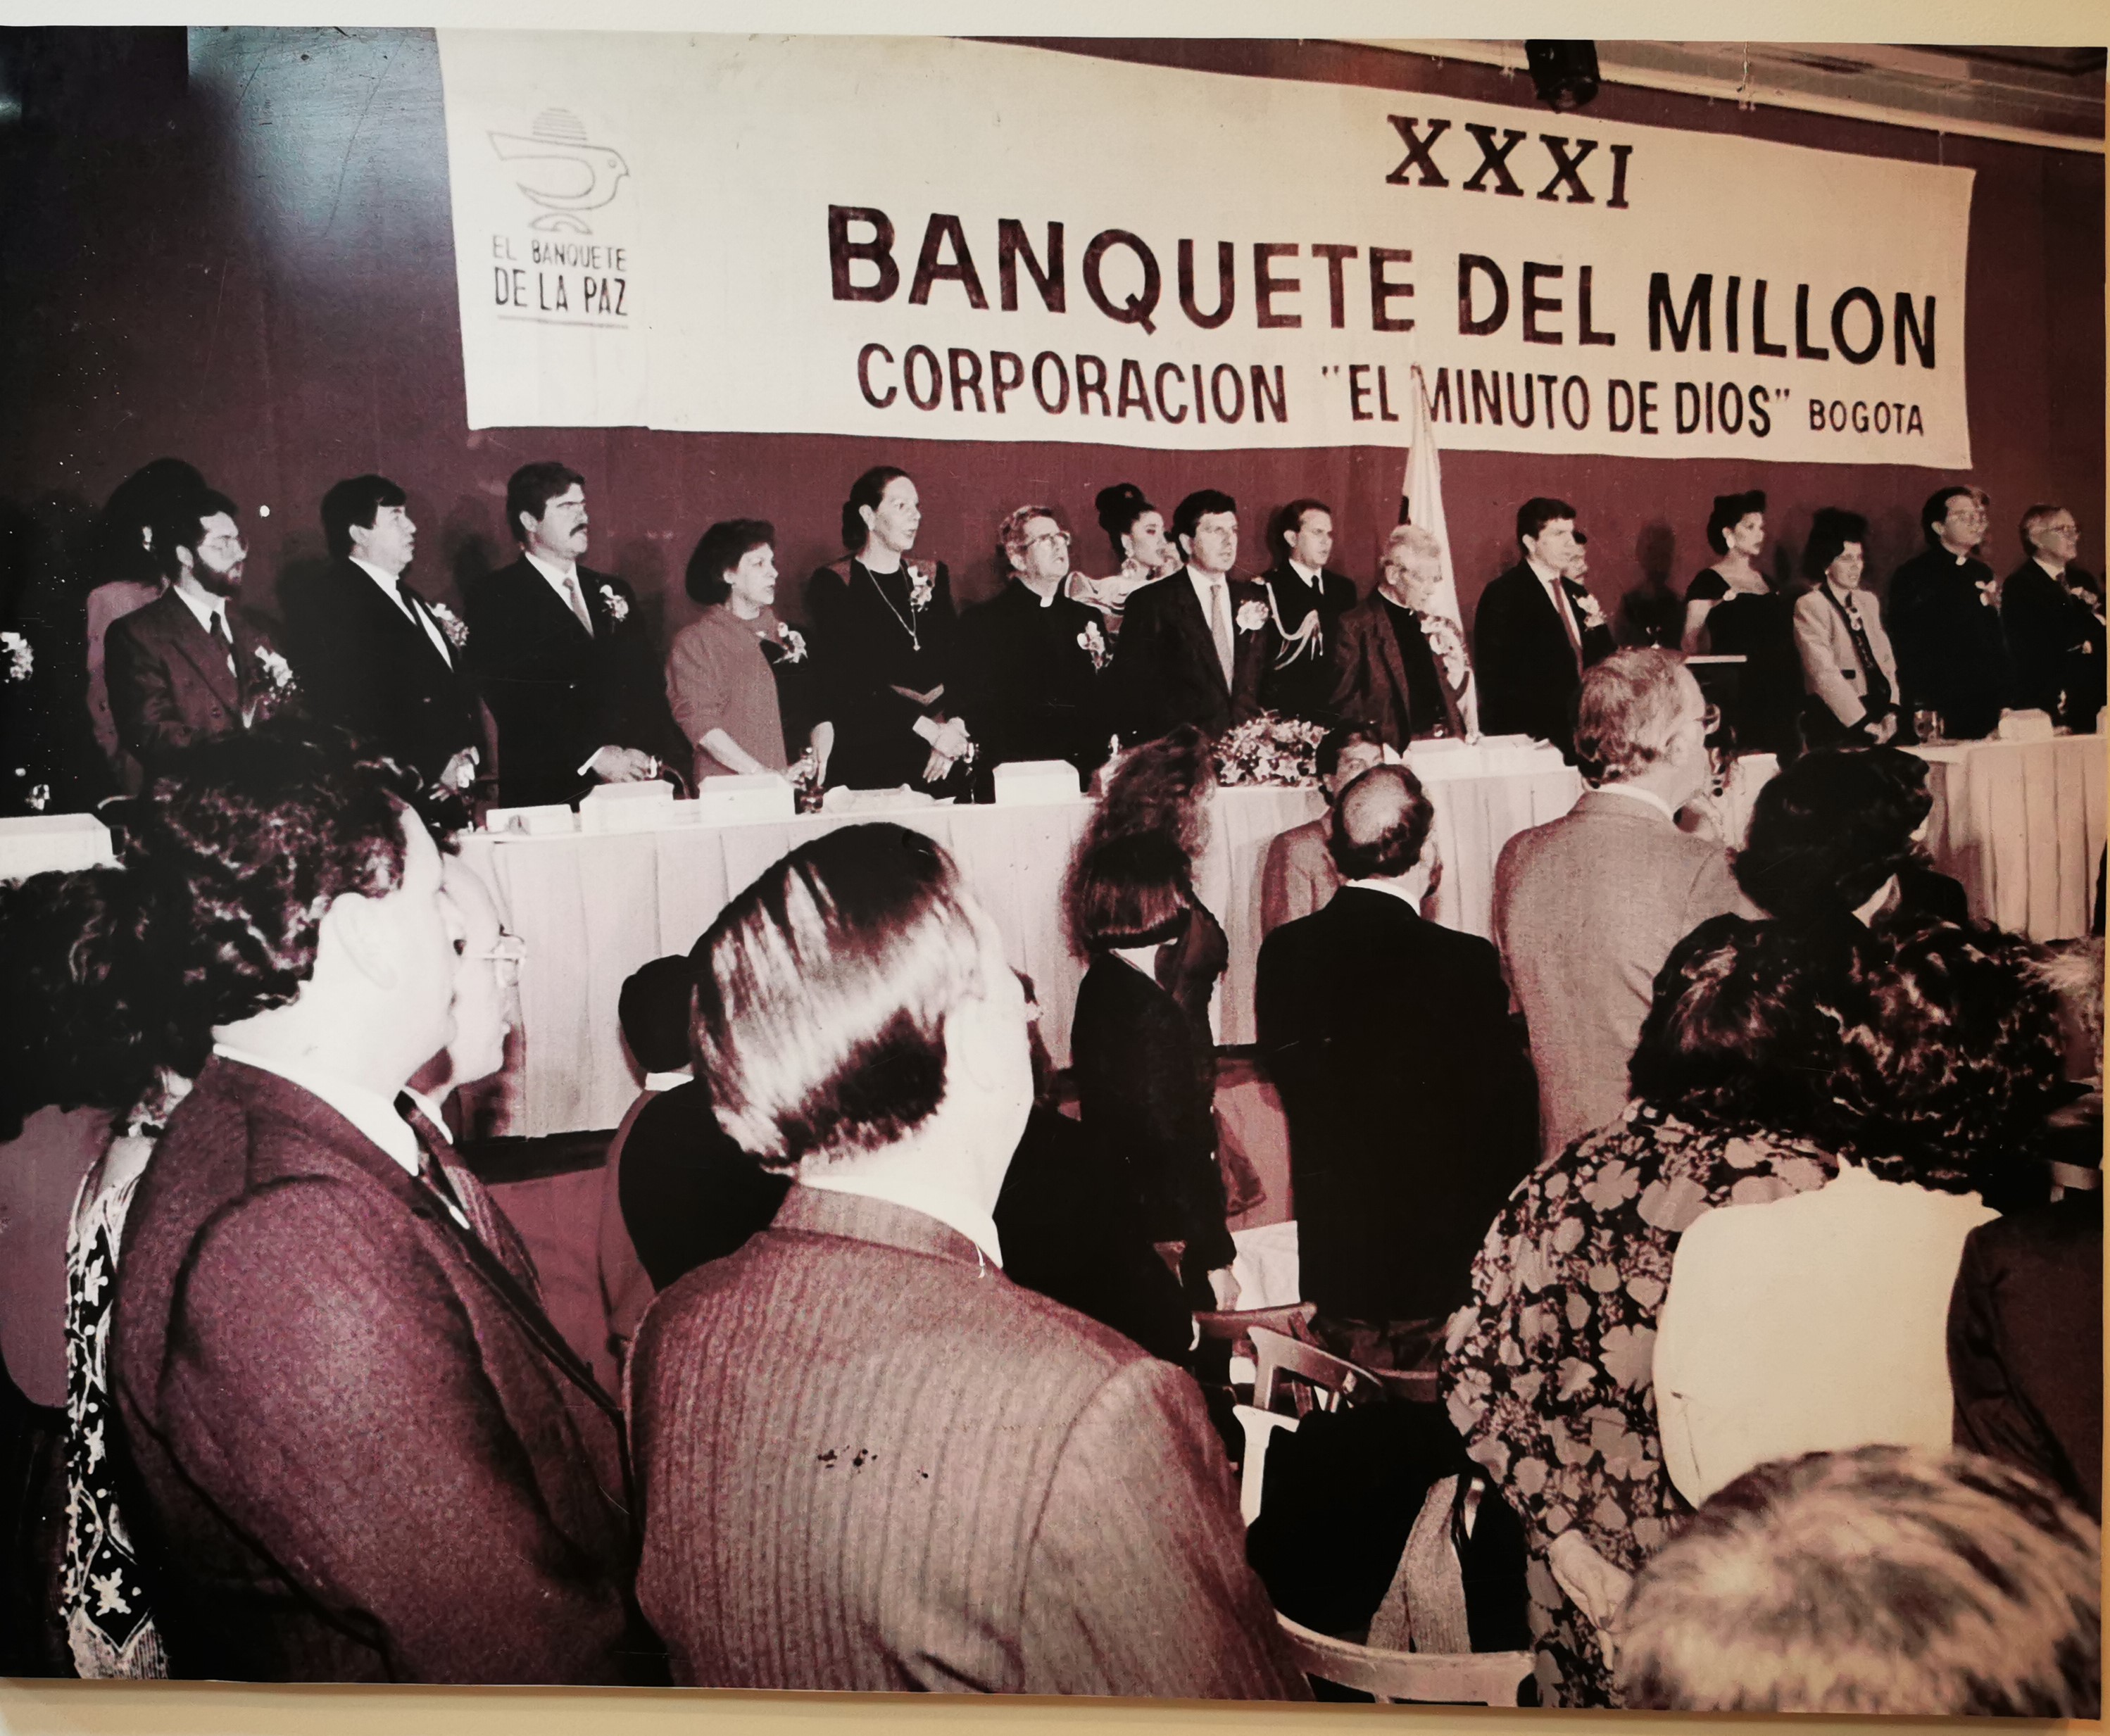 EL BANQUETE
DE LA PAZ
XXXI
BANQUETE DEL MILLON
CORPORACION "EL MINUTO DE DIOS" BOGOTA